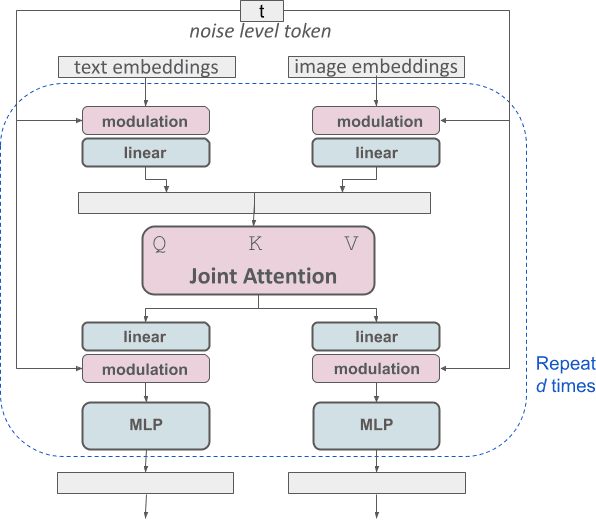 t
noise level token
text embeddings
image embeddings
modulation
modulation
linear
linear
Q K V
Joint Attention
linear
linear
modulation
modulation
Repeat
d times
MLP
MLP